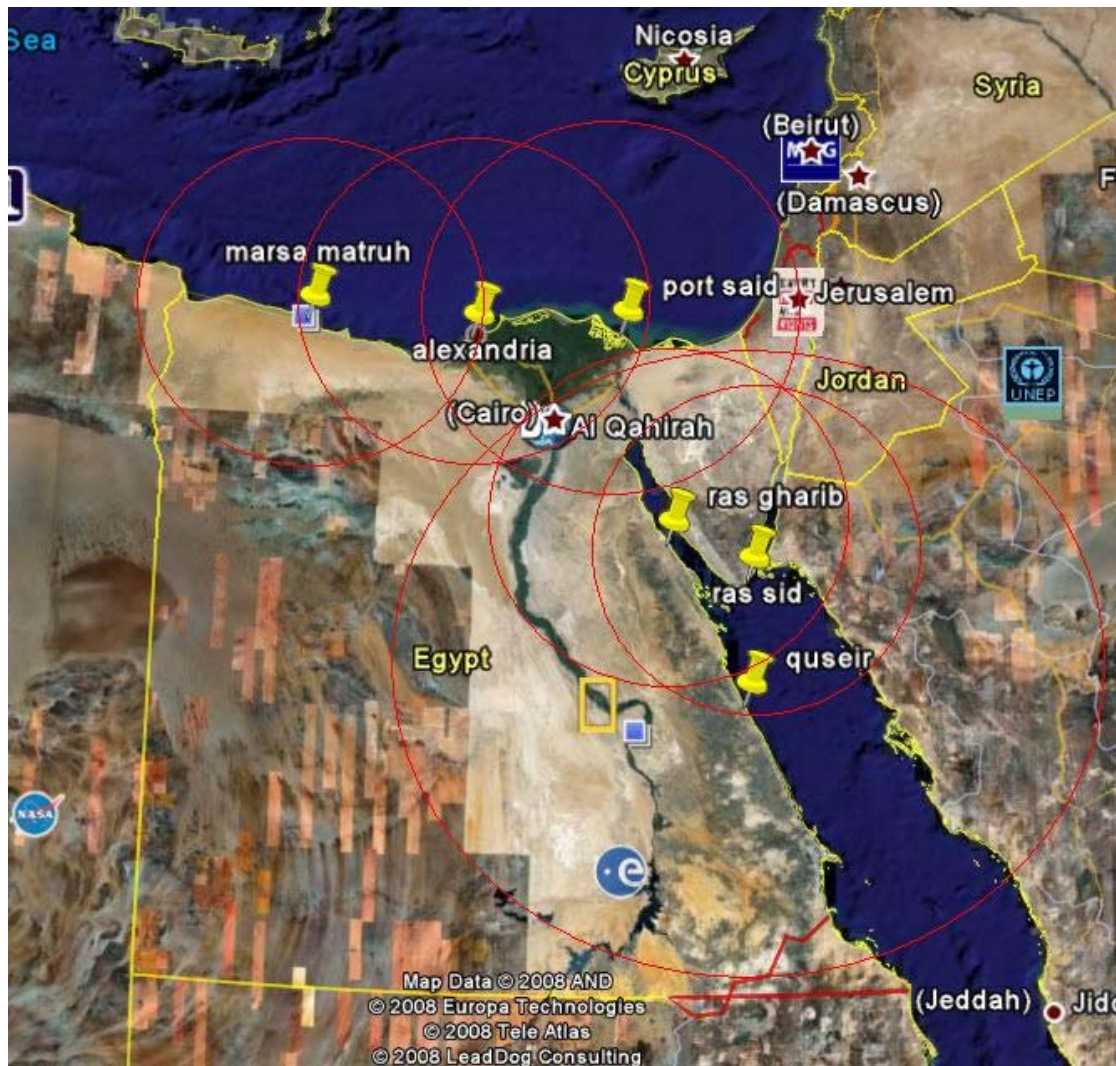 Sea
Nicosia
Cyprus
Syria
(Beirut)
(Damascus)
F
marsa matruh
port said
Jerusalem
alexandria
Jordan
UNEP
(Cairo)
Al Qahirah
ras gharib
ras sid
Egypt
quseir
NASA
e
Map Data © 2008 AND
© 2008 Europa Technologies
© 2008 Tele Atlas
© 2008 LeadDog Consulting
(Jeddah)